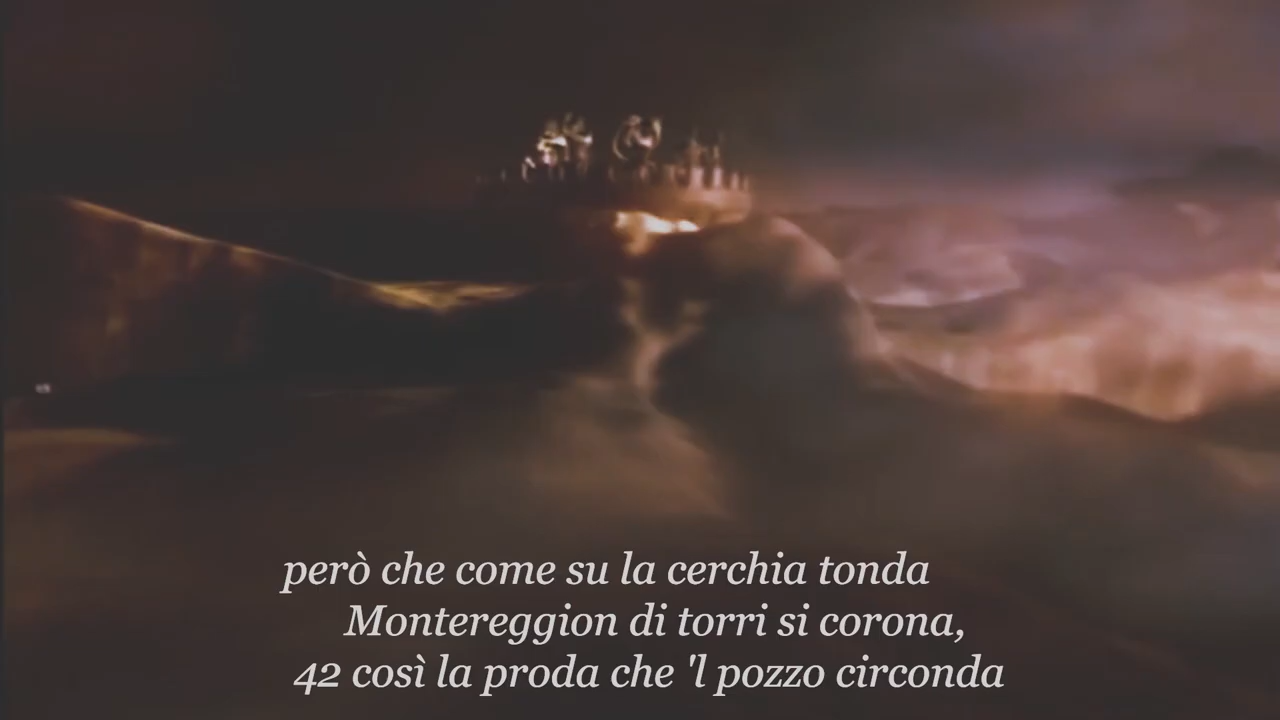 però che come su la cerchia tonda
Montereggion di torri si corona,
42 così la proda che 'l pozzo circonda